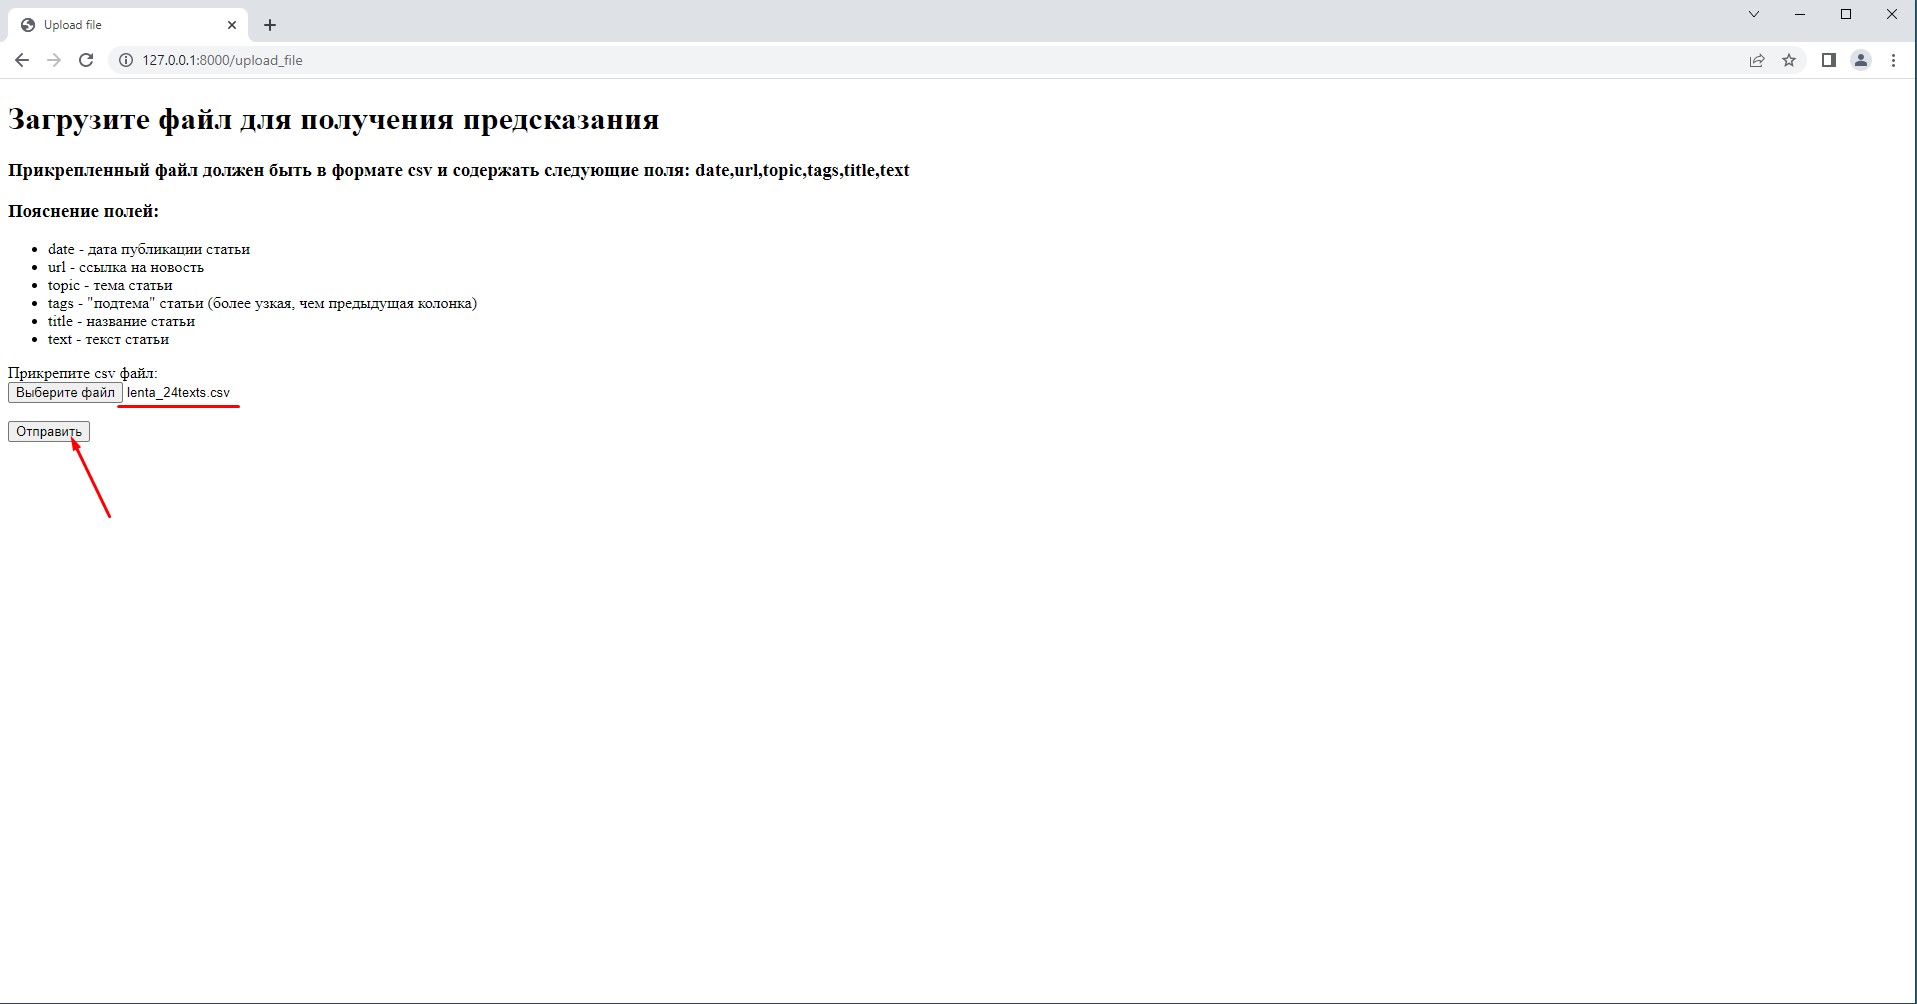 Upload file
127.0.0.1:8000/upload_file
Загрузите файл для получения предсказания
Прикрепленный файл должен быть в формате csv и содержать следующие поля: date,url,topic,tags,title,text
Пояснение полей:
date - дата публикации статьи
url - ссылка на новость
topic - тема статьи
tags - "подтема" статьи (более узкая, чем предыдущая колонка)
title - название статьи
text - текст статьи
Прикрепите csv файл:
Выберите файл lenta_24texts.csv
Отправить